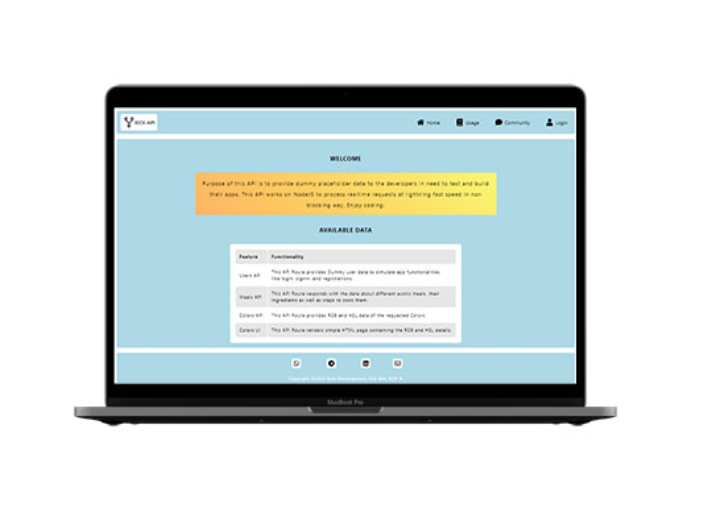 KICK API
Home
Usage
Community
Login
WELCOME
Purpose of this API is to provide dummy placeholder data to the developers in need to test and build
their apps. This API works on NodeJS to process realtime requests at lightning fast speed in non
blocking way, Enjoy coding.
AVAILABLE DATA
Feature Functionality
Users API This API Route provides Dummy user data to simulate app functionalities
like login, signin, and registrations.
Meals API This API Route responds with the data about different exotic meals, their
ingredients as well as steps to cook them.
Colors API This API Route provides RGB and HSL data of the requested Colors.
Colors UI This API Route renders simple HTML page containing the RGB and HSL details.
Copyright
MacBook Pro